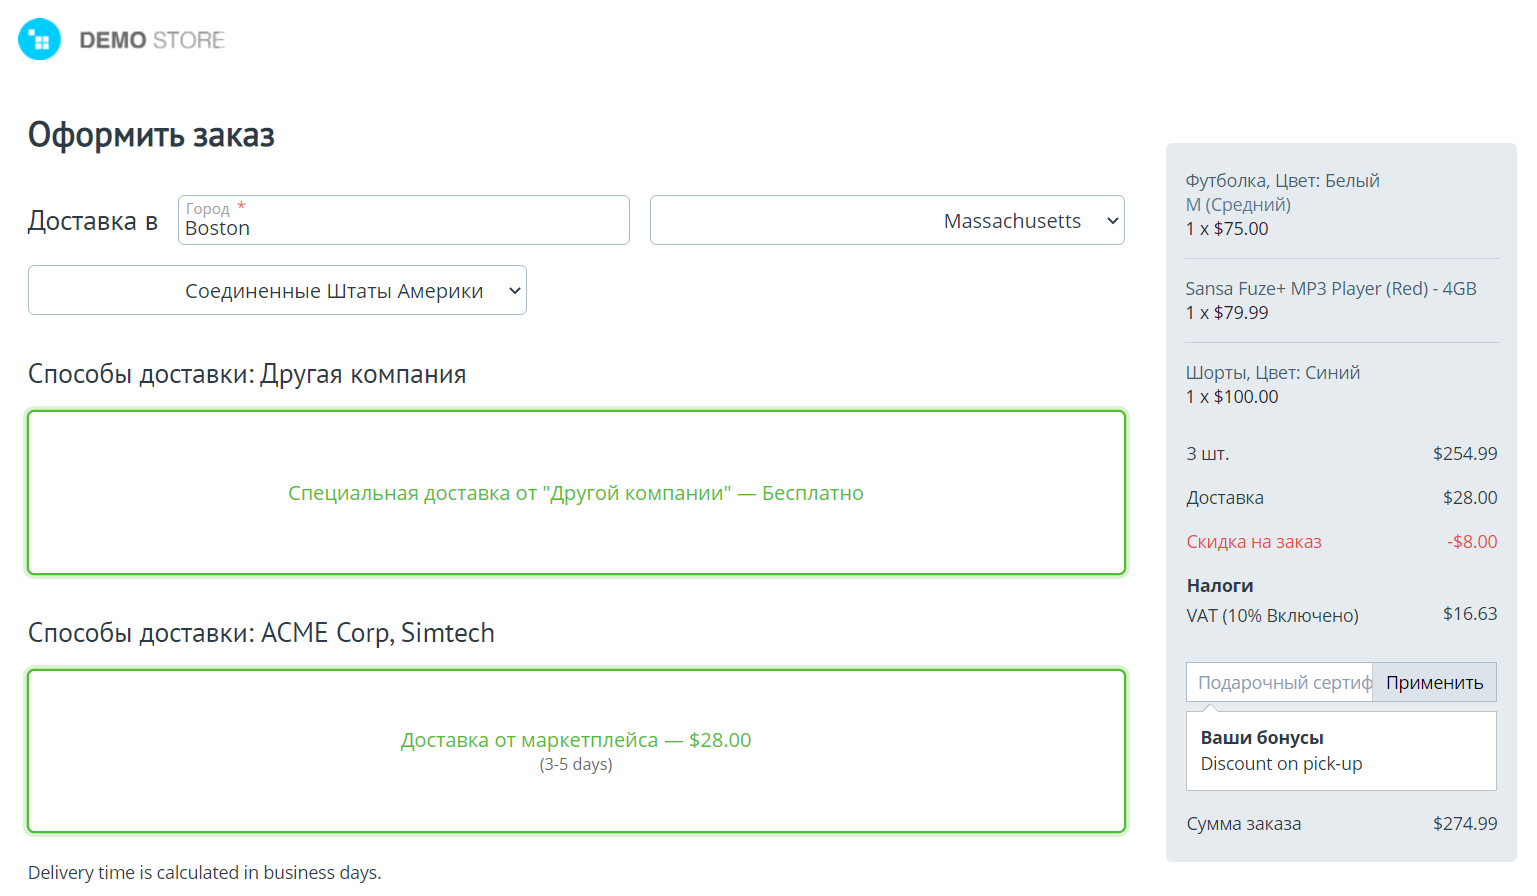 DEMO STORE
Оформить заказ
Доставка в
Город *
Boston
Massachusetts
Соединенные Штаты Америки
Способы доставки: Другая компания
Специальная доставка от "Другой компании" — Бесплатно
Способы доставки: ACME Corp, Simtech
Доставка от маркетплейса — $28.00
(3-5 days)
Delivery time is calculated in business days.
Футболка, Цвет: Белый
M (Средний)
1 x $75.00
Sansa Fuze+ MP3 Player (Red) - 4GB
1 x $79.99
Шорты, Цвет: Синий
1 x $100.00
3 шт. $254.99
Доставка $28.00
Скидка на заказ -$8.00
Налоги
VAT (10% Включено) $16.63
Подарочный сертиф Применить
Ваши бонусы
Discount on pick-up
Сумма заказа $274.99